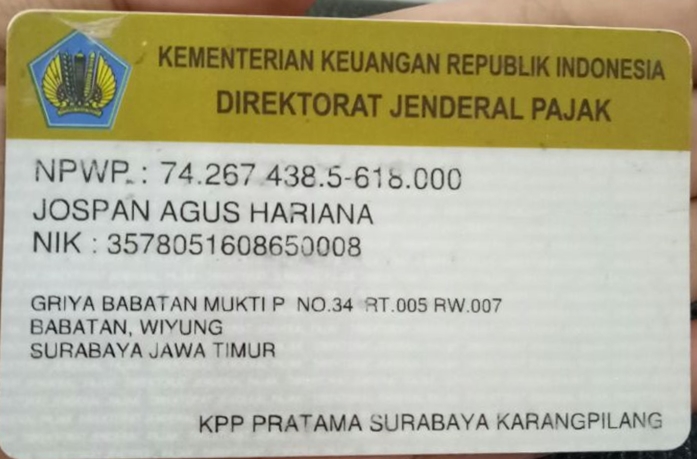 KEMENTERIAN KEUANGAN REPUBLIK INDONESIA
DIREKTORAT JENDERAL PAJAK
NPWP. : 74.267.438.5-618.000
JOSPAN AGUS HARIANA
NIK : 3578051608650008
GRIYA BABATAN MUKTI P NO.34 RT.005 RW.007
BABATAN, WIYUNG
SURABAYA JAWA TIMUR
KPP PRATAMA SURABAYA KARANGPILANG